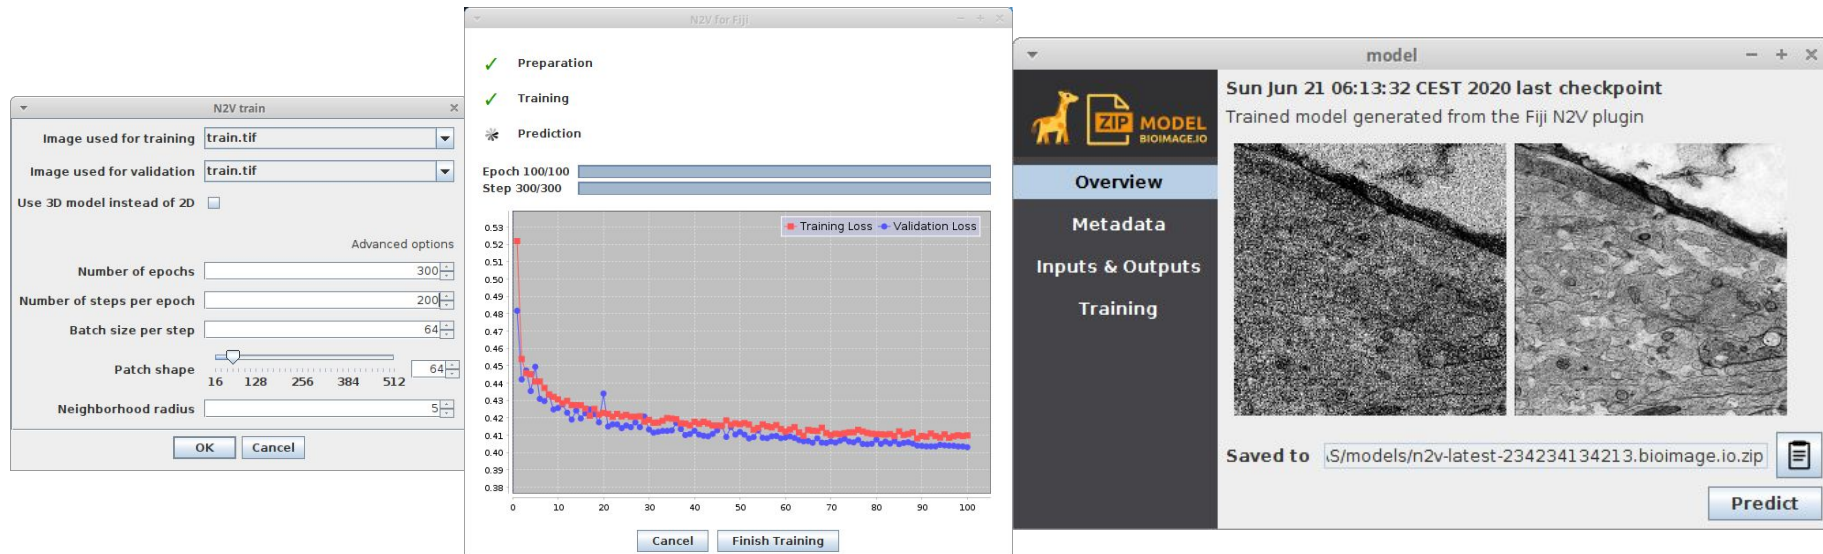 N2V train
Image used for training train.tif
Image used for validation train.tif
Use 3D model instead of 2D
Advanced options
Number of epochs 300
Number of steps per epoch 200
Batch size per step 64
Patch shape 64
16 128 256 384 512
Neighborhood radius 5
OK Cancel
N2V for Fiji
Preparation
Training
Prediction
Epoch 100/100
Step 300/300
Training Loss Validation Loss
0.53
0.52
0.51
0.50
0.49
0.48
0.47
0.46
0.45
0.44
0.43
0.42
0.41
0.40
0.39
0.38
0 10 20 30 40 50 60 70 80 90 100
Cancel Finish Training
model
ZIP MODEL
BIOIMAGE.IO
Overview
Metadata
Inputs & Outputs
Training
Sun Jun 21 06:13:32 CEST 2020 last checkpoint
Trained model generated from the Fiji N2V plugin
Saved to \S/models/n2v-latest-234234134213.bioimage.io.zip
Predict